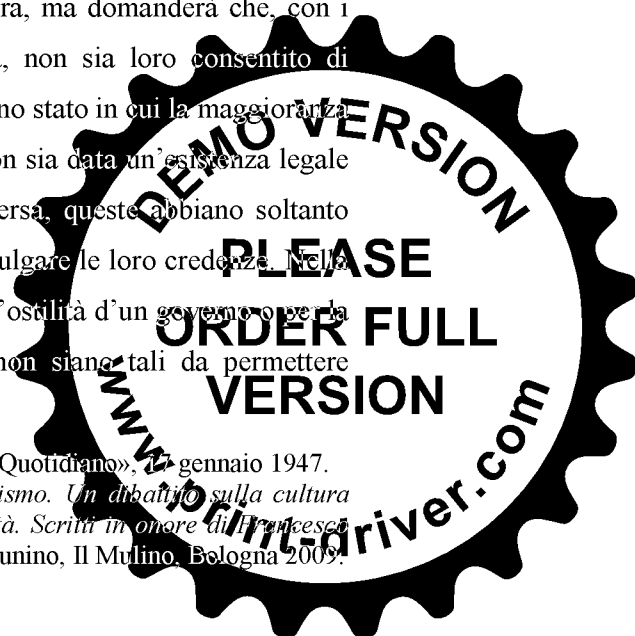 ra, ma domanderà che, con i
, non sia loro consentito di
no stato in cui la maggioranza
on sia data un'esistenza legale
ersa, queste abbiano soltanto
ulgare le loro credenze. Nella
'ostilità d'un governo o per la
non siano tali da permettere
Quotidiano», 17 gennaio 1947.
ismo. Un dibattito sulla cultura
tà. Scritti in onore di Francesco
unino, Il Mulino, Bologna 2009.
DEMO VERSION
PLEASE
ORDER FULL
VERSION
www.print-driver.com